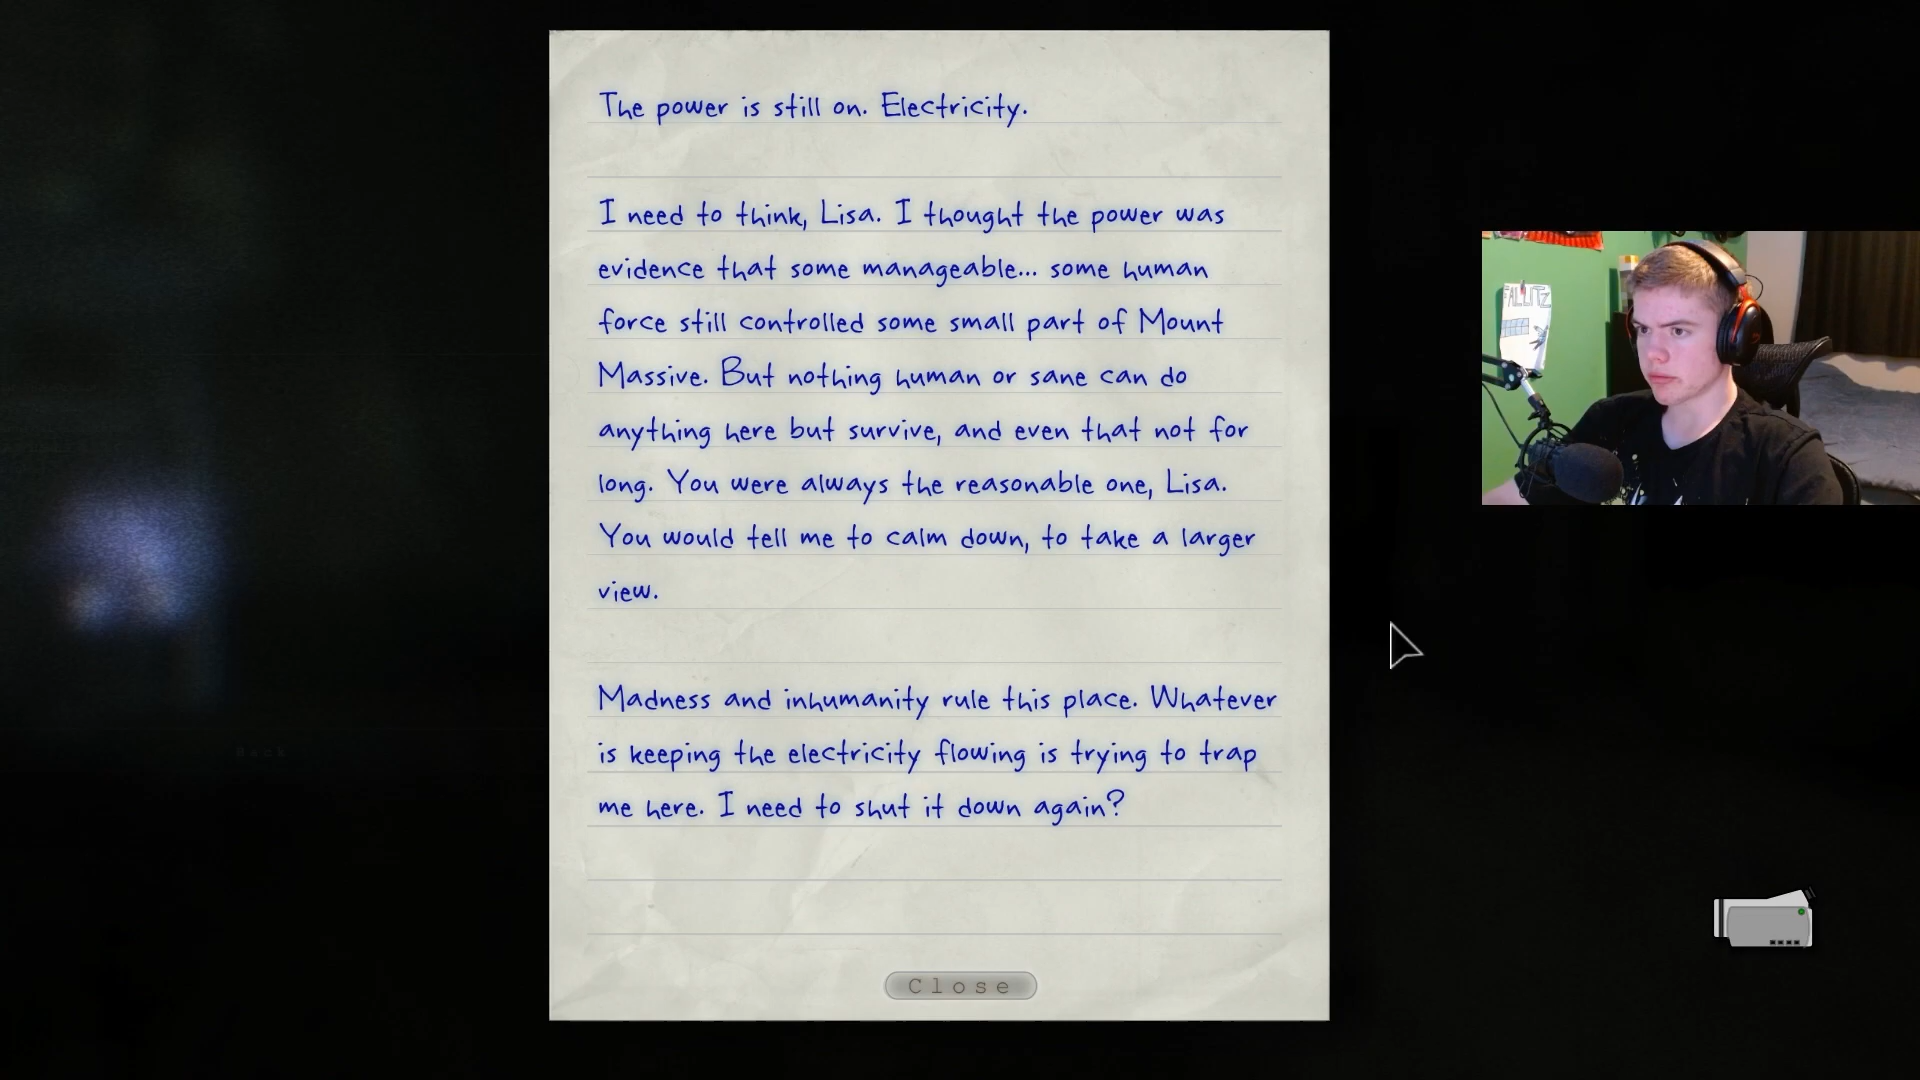 The power is still on. Electricity.
I need to think, Lisa. I thought the power was
evidence that some manageable... some human
force still controlled some small part of Mount
Massive. But nothing human or sane can do
anything here but survive, and even that not for
long. You were always the reasonable one, Lisa.
You would tell me to calm down, to take a larger
view.
Madness and inhumanity rule this place. Whatever
is keeping the electricity flowing is trying to trap
me here. I need to shut it down again?
Close
Back